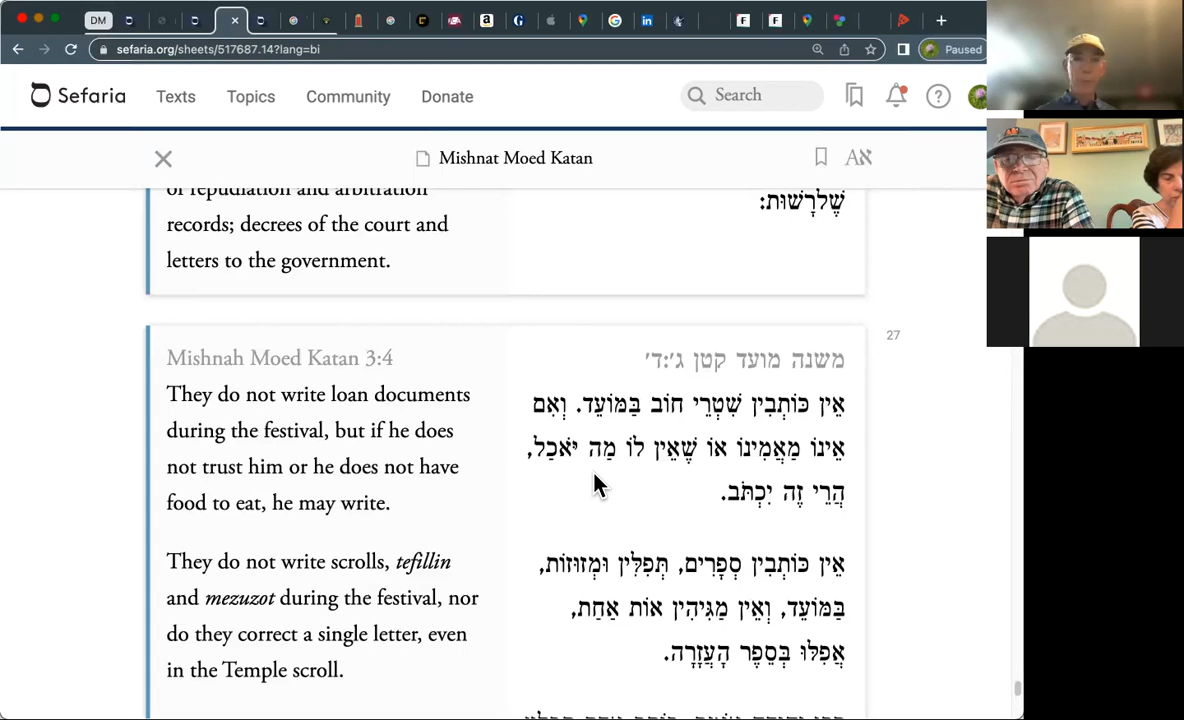 DM
sefaria.org/sheets/517687.14?lang=bi
Paused
Sefaria
Texts
Topics
Community
Donate
Search
Mishnat Moed Katan
אA
of repudiation and arbitration
records; decrees of the court and
letters to the government.
שֶׁלרָשׁוּת:
27
Mishnah Moed Katan 3:4
They do not write loan documents
during the festival, but if he does
not trust him or he does not have
food to eat, he may write.
They do not write scrolls, tefillin
and mezuzot during the festival, nor
do they correct a single letter, even
in the Temple scroll.
משנה מועד קטן ג׳:ד׳
אֵין כּוֹתְבִין שִׁטְרֵי חוֹב בַּמּוֹעֵד. וְאִם
אֵינוֹ מַאֲמִינוֹ אוֹ שֶׁאֵין לוֹ מַה יֹּאכַל,
הֲרֵי זֶה יִכְתֹּב.
אֵין כּוֹתְבִין סְפָרִים, תְּפִלִּין וּמְזוּזוֹת,
בַּמּוֹעֵד, וְאֵין מַגִּיהִין אוֹת אַחַת,
אֲפִלּוּ בְּסֵפֶר הָעֲזָרָה.